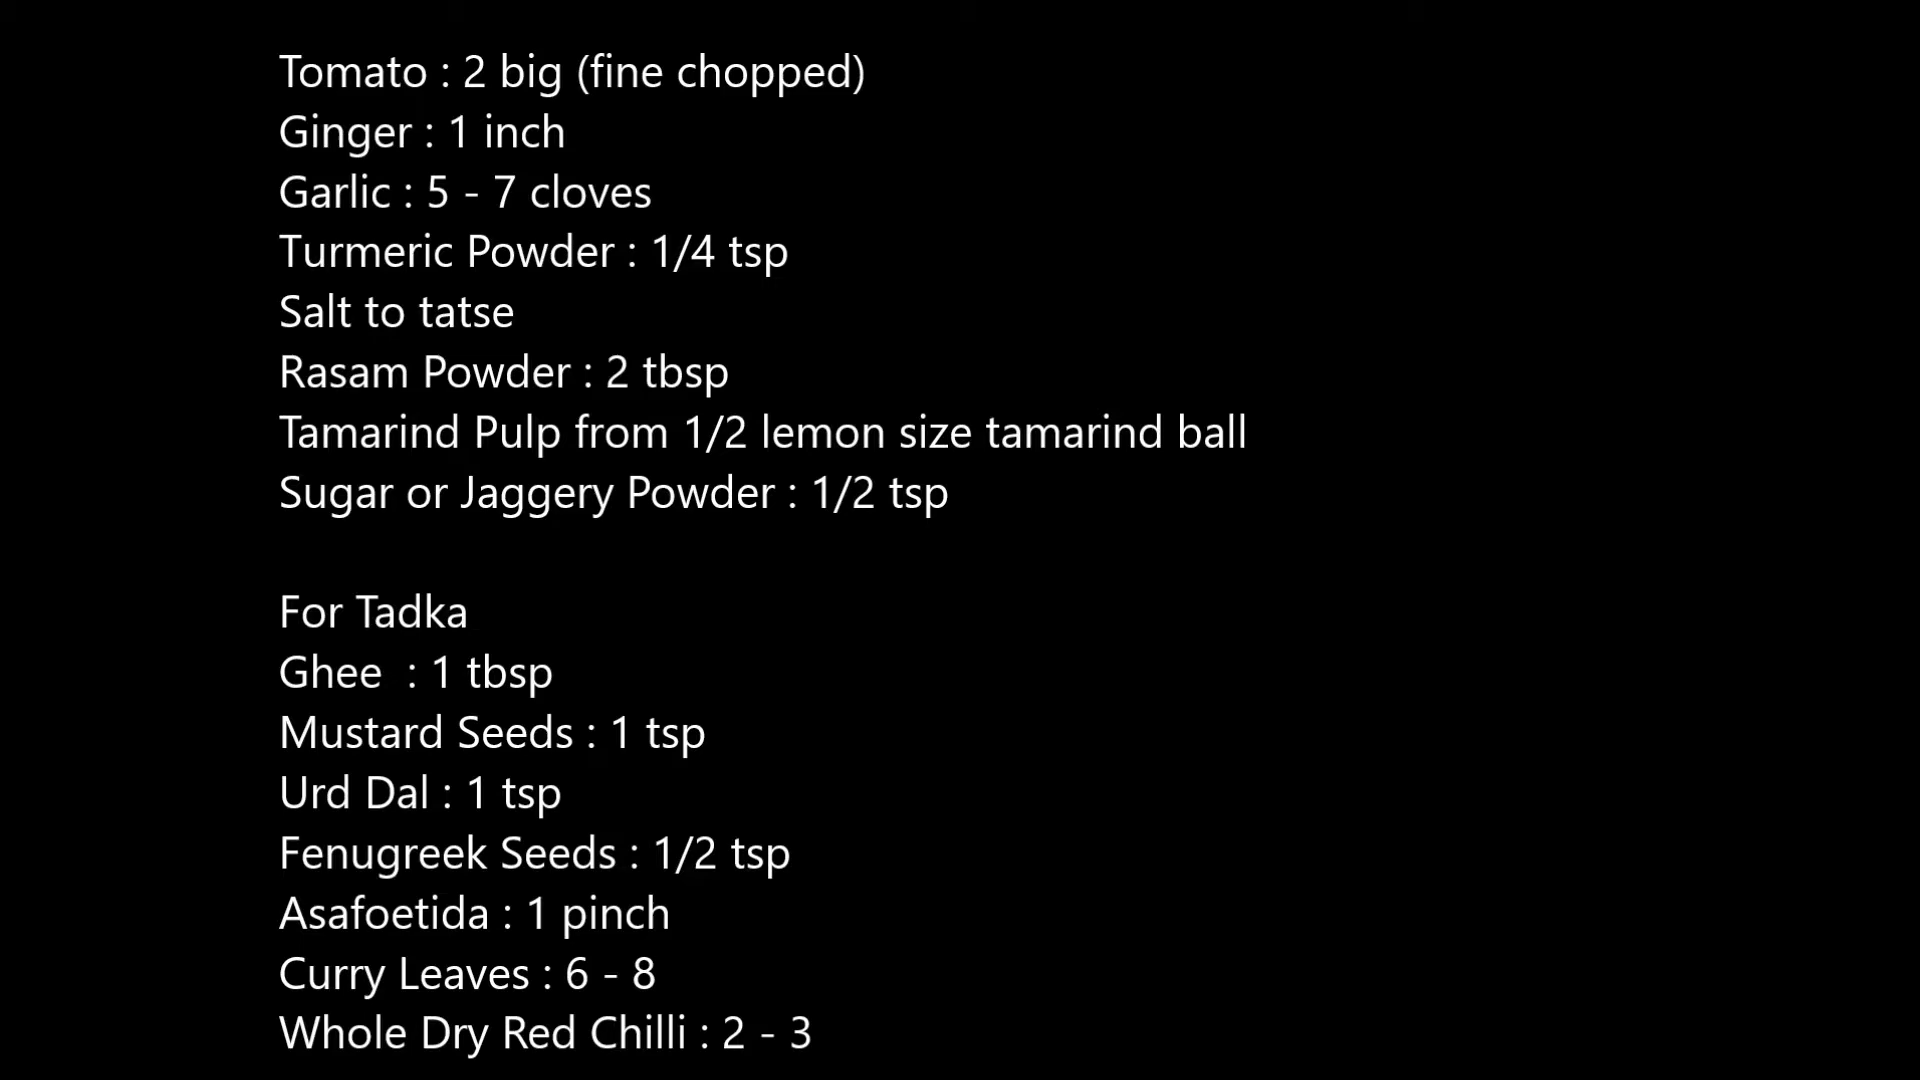 Tomato : 2 big (fine chopped)
Ginger : 1 inch
Garlic : 5 - 7 cloves
Turmeric Powder : 1/4 tsp
Salt to tatse
Rasam Powder : 2 tbsp
Tamarind Pulp from 1/2 lemon size tamarind ball
Sugar or Jaggery Powder : 1/2 tsp

For Tadka
Ghee  : 1 tbsp
Mustard Seeds : 1 tsp
Urd Dal : 1 tsp
Fenugreek Seeds : 1/2 tsp
Asafoetida : 1 pinch
Curry Leaves : 6 - 8
Whole Dry Red Chilli : 2 - 3